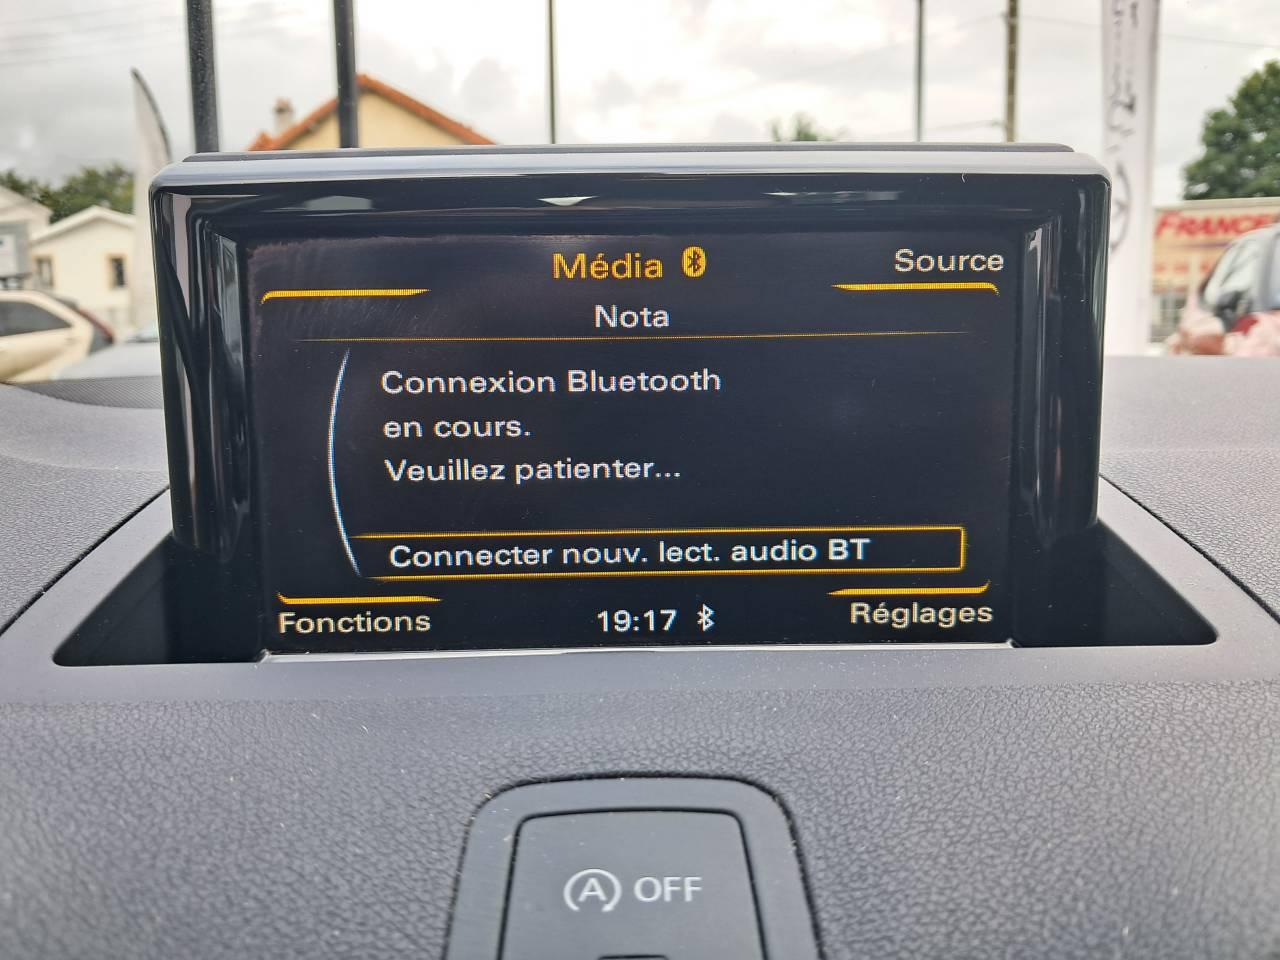 Média
Source
Nota
Connexion Bluetooth
en cours.
Veuillez patienter...
Connecter nouv. lect. audio BT
Fonctions
19:17
Réglages
A OFF